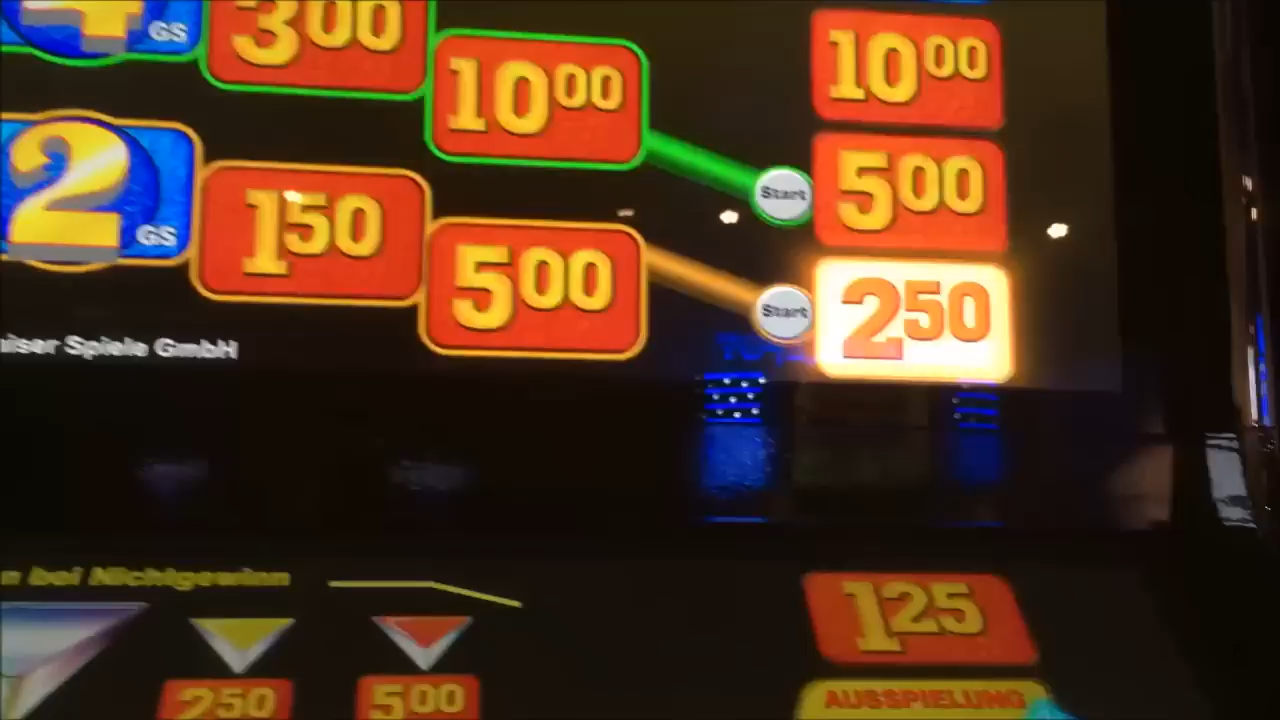 4 GS 300 1000 1000
Start 500
2 GS 150 500 Start 250
Spiele GmbH
bei Nichtgewinn
125
250 500 AUSSPIELUNG